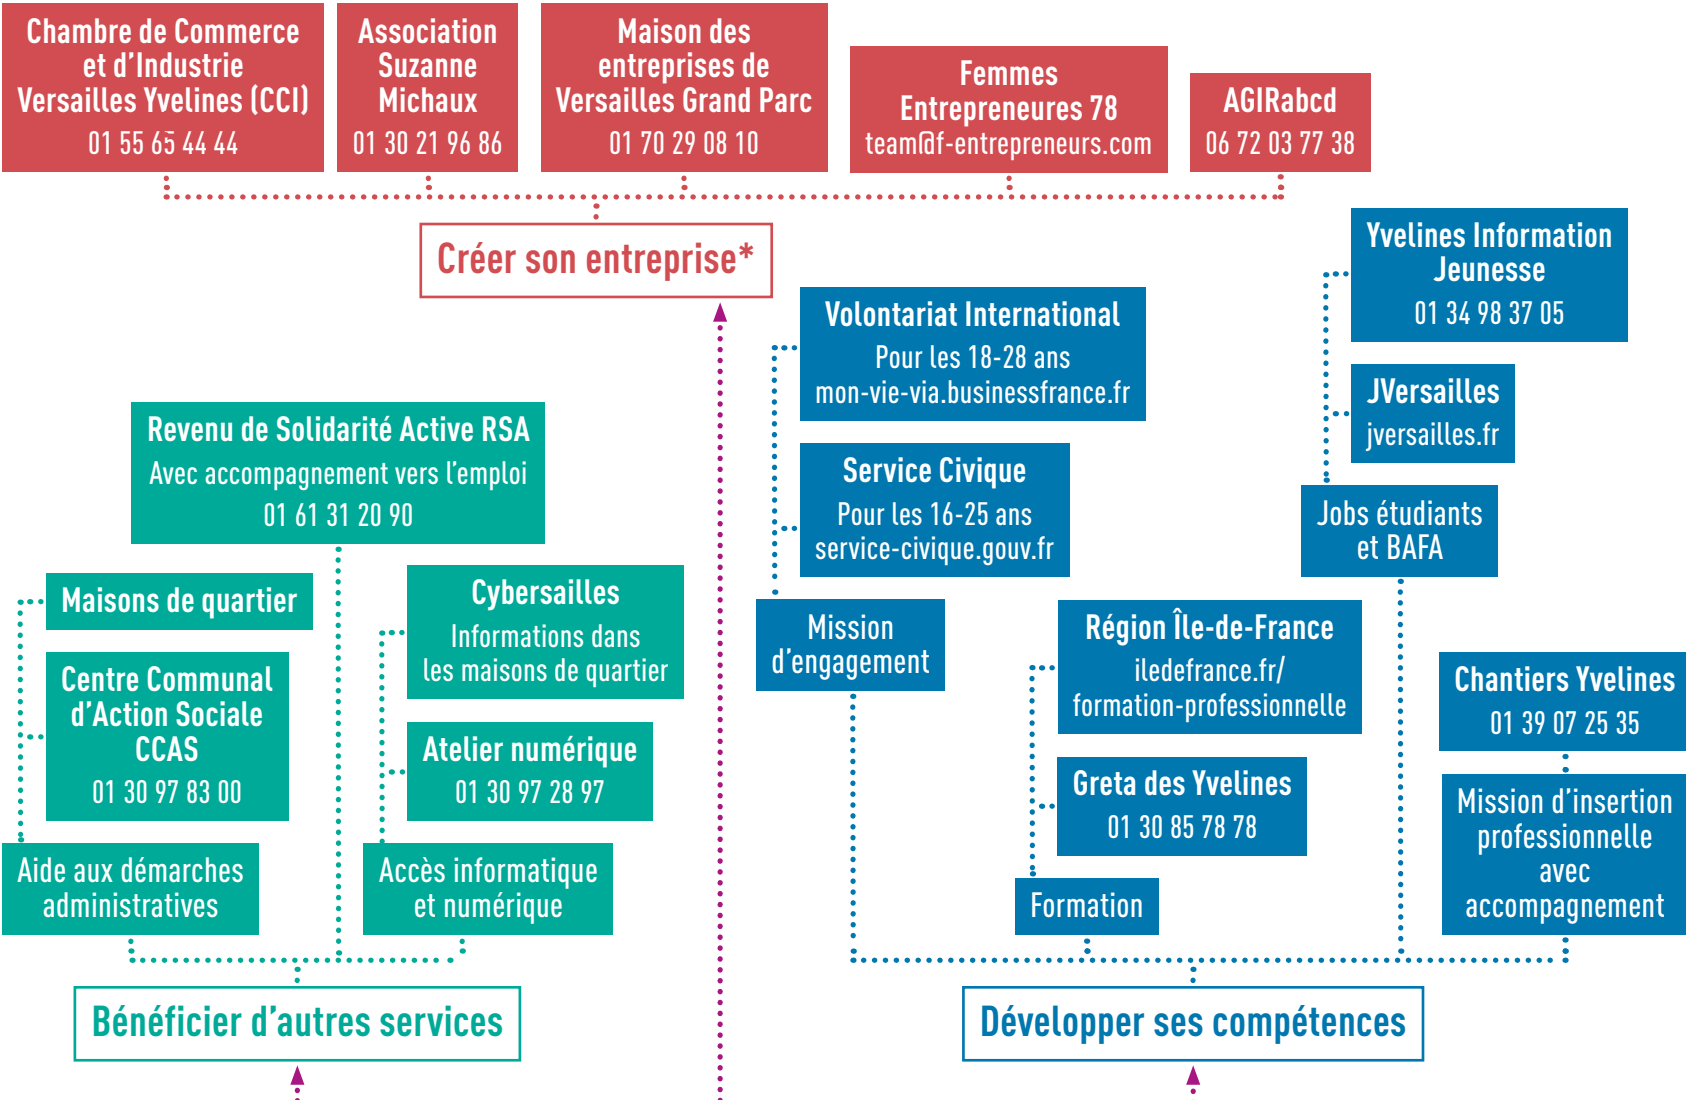 Chambre de Commerce
et d'Industrie
Versailles Yvelines (CCI)
01 55 65 44 44
Association
Suzanne
Michaux
01 30 21 96 86
Maison des
entreprises de
Versailles Grand Parc
01 70 29 08 10
Femmes
Entrepreneures 78
team@f-entrepreneurs.com
AGIRabcd
06 72 03 77 38
Créer son entreprise*
Yvelines Information
Jeunesse
01 34 98 37 05
Volontariat International
Pour les 18-28 ans
mon-vie-via.businessfrance.fr
JVersailles
jversailles.fr
Revenu de Solidarité Active RSA
Avec accompagnement vers l'emploi
01 61 31 20 90
Service Civique
Pour les 16-25 ans
service-civique.gouv.fr
Jobs étudiants
et BAFA
Maisons de quartier
Cybersailles
Informations dans
les maisons de quartier
Mission
d'engagement
Région Île-de-France
iledefrance.fr/
formation-professionnelle
Centre Communal
d'Action Sociale
CCAS
01 30 97 83 00
Chantiers Yvelines
01 39 07 25 35
Atelier numérique
01 30 97 28 97
Greta des Yvelines
01 30 85 78 78
Mission d'insertion
professionnelle
avec
accompagnement
Aide aux démarches
administratives
Accès informatique
et numérique
Formation
Bénéficier d'autres services
Développer ses compétences